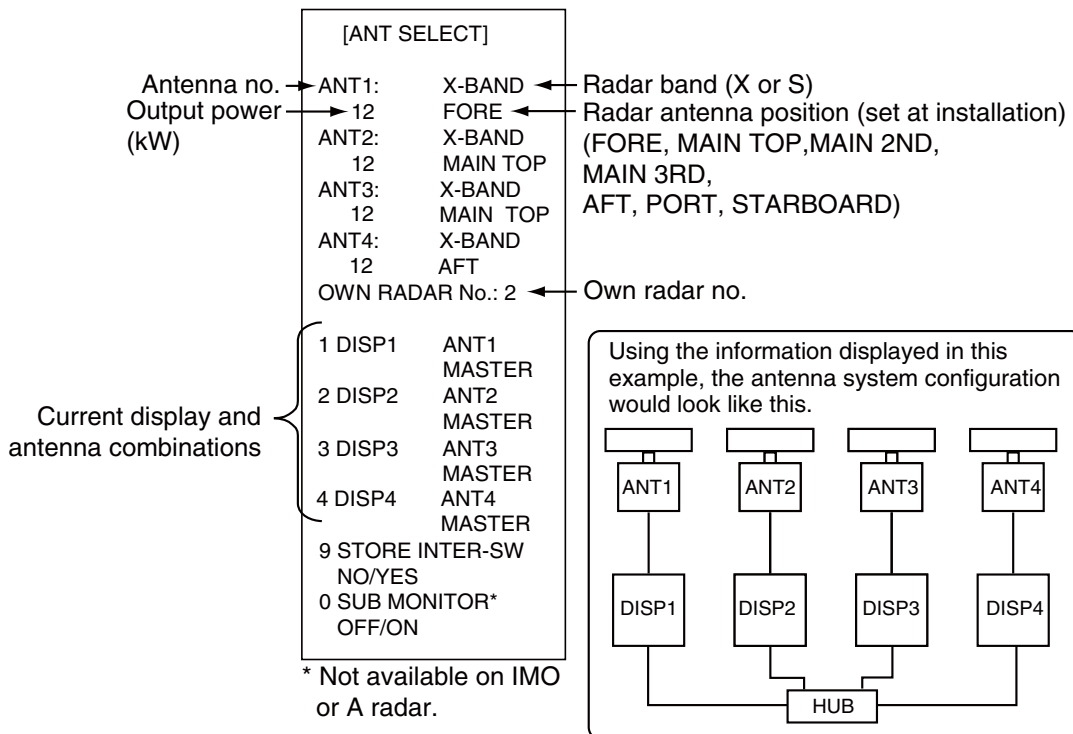 [ANT SELECT]
Antenna no.
ANT1: X-BAND
Radar band (X or S)
Output power
(kW)
12 FORE
Radar antenna position (set at installation)
(FORE, MAIN TOP,MAIN 2ND,
MAIN 3RD,
AFT, PORT, STARBOARD)
ANT2: X-BAND
12 MAIN TOP
ANT3: X-BAND
12 MAIN TOP
ANT4: X-BAND
12 AFT
OWN RADAR No.: 2
Own radar no.
Current display and
antenna combinations
1 DISP1 ANT1
MASTER
2 DISP2 ANT2
MASTER
3 DISP3 ANT3
MASTER
4 DISP4 ANT4
MASTER
9 STORE INTER-SW
NO/YES
0 SUB MONITOR*
OFF/ON
* Not available on IMO
or A radar.
Using the information displayed in this
example, the antenna system configuration
would look like this.
ANT1 ANT2 ANT3 ANT4
DISP1 DISP2 DISP3 DISP4
HUB